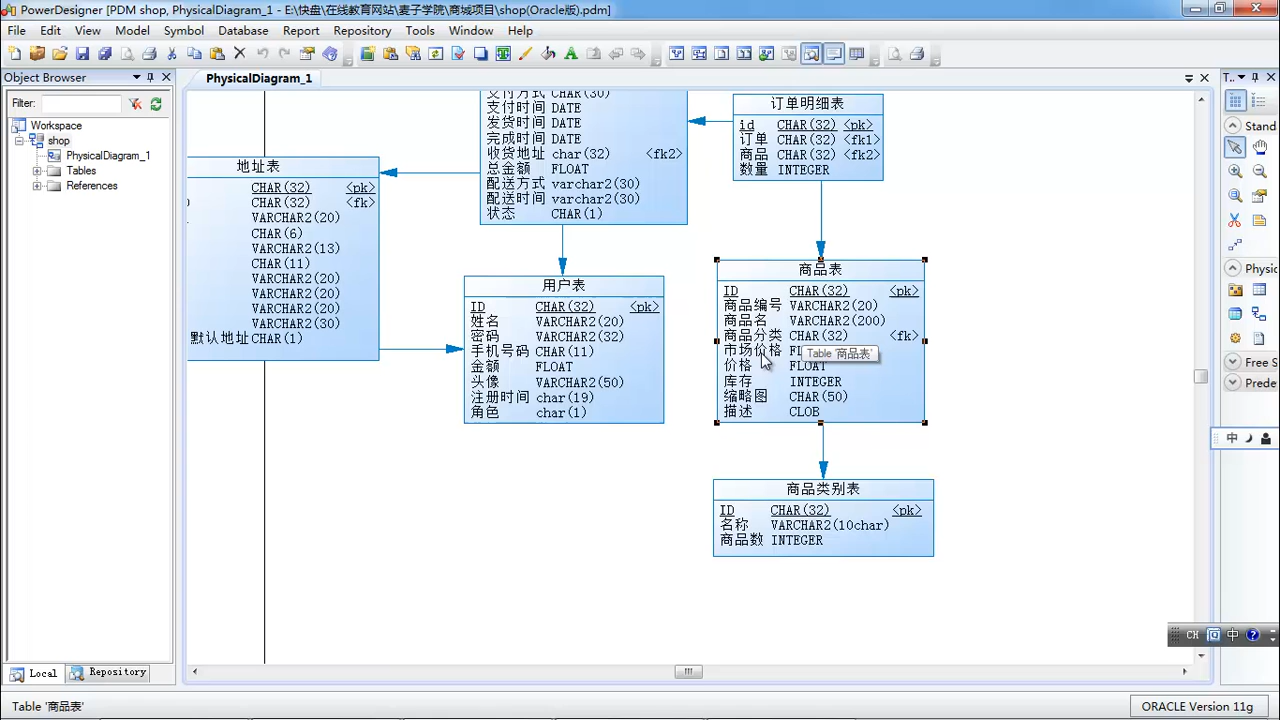 PowerDesigner [PDM shop, PhysicalDiagram_1 - E:\快盘\在线教育网站\麦子学院\商城项目\shop(Oracle版).pdm]
File Edit View Model Symbol Database Report Repository Tools Window Help
Object Browser
Filter:
Workspace
shop
PhysicalDiagram_1
Tables
References
Local
Repository
PhysicalDiagram_1
地址表
CHAR(32) <pk>
CHAR(32) <fk>
VARCHAR2(20)
CHAR(6)
VARCHAR2(13)
CHAR(11)
VARCHAR2(20)
VARCHAR2(20)
VARCHAR2(20)
VARCHAR2(30)
默认地址 CHAR(1)
支付方式 CHAR(30)
支付时间 DATE
发货时间 DATE
完成时间 DATE
收货地址 char(32) <fk2>
总金额 FLOAT
配送方式 varchar2(30)
配送时间 varchar2(30)
状态 CHAR(1)
用户表
ID CHAR(32) <pk>
姓名 VARCHAR2(20)
密码 VARCHAR2(32)
手机号码 CHAR(11)
金额 FLOAT
头像 VARCHAR2(50)
注册时间 char(19)
角色 char(1)
订单明细表
id CHAR(32) <pk>
订单 CHAR(32) <fk1>
商品 CHAR(32) <fk2>
数量 INTEGER
商品表
ID CHAR(32) <pk>
商品编号 VARCHAR2(20)
商品名 VARCHAR2(200)
商品分类 CHAR(32) <fk>
市场价格 FL
Table '商品表'
价格 FLOAT
库存 INTEGER
缩略图 CHAR(50)
描述 CLOB
商品类别表
ID CHAR(32) <pk>
名称 VARCHAR2(10char)
商品数 INTEGER
T..
Stand
Physic
Free S
Prede
中
CH 中
Table '商品表'
ORACLE Version 11g